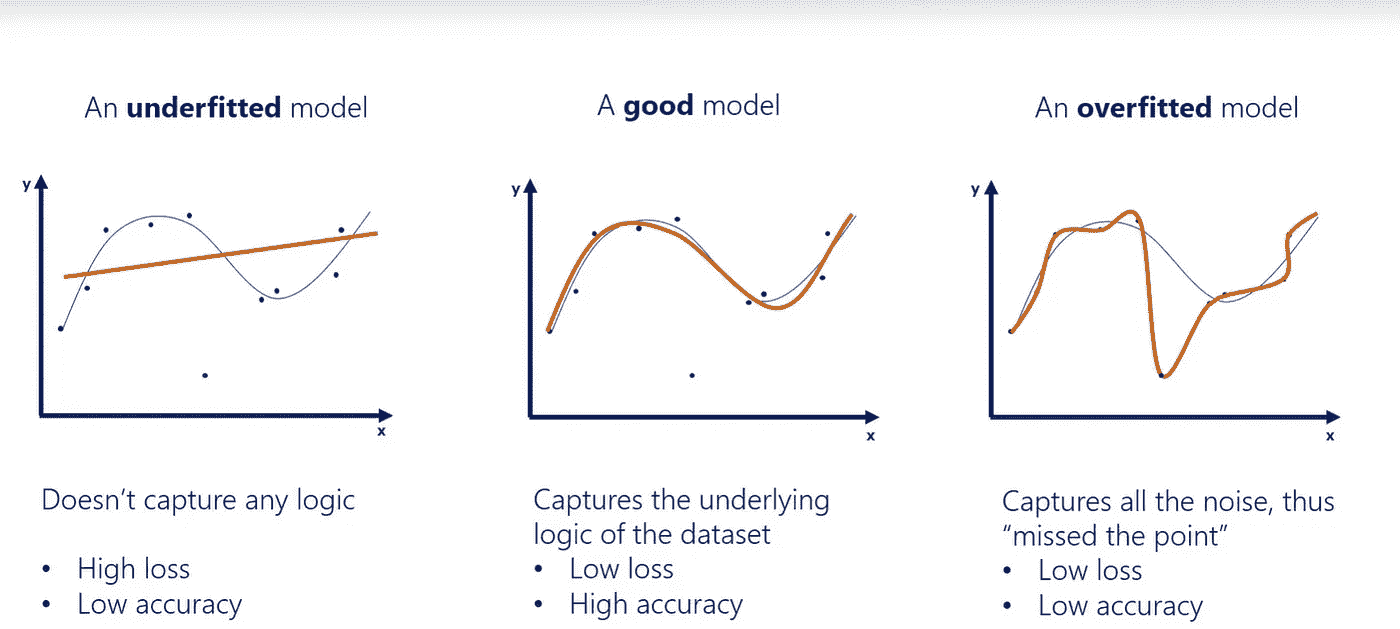 An underfitted model
A good model
An overfitted model
y
x
y
x
y
x
Doesn't capture any logic
• High loss
• Low accuracy
Captures the underlying
logic of the dataset
• Low loss
• High accuracy
Captures all the noise, thus
“missed the point”
• Low loss
• Low accuracy